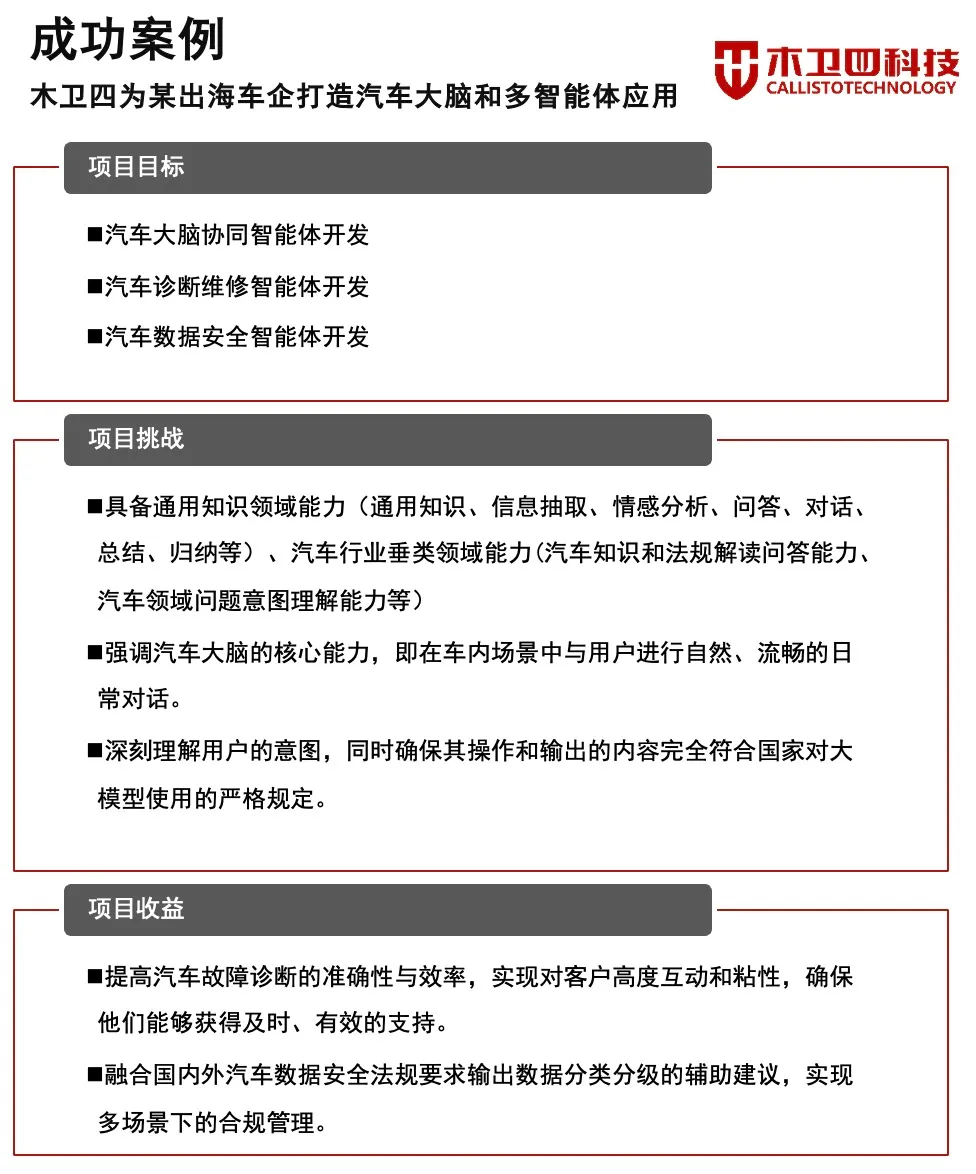 成功案例
木卫四为某出海车企打造汽车大脑和多智能体应用
木卫四科技
CALLISTOTECHNOLOGY
项目目标
■汽车大脑协同智能体开发
■汽车诊断维修智能体开发
■汽车数据安全智能体开发
项目挑战
■具备通用知识领域能力（通用知识、信息抽取、情感分析、问答、对话、
总结、归纳等）、汽车行业垂类领域能力(汽车知识和法规解读问答能力、
汽车领域问题意图理解能力等）
■强调汽车大脑的核心能力，即在车内场景中与用户进行自然、流畅的日
常对话。
■深刻理解用户的意图，同时确保其操作和输出的内容完全符合国家对大
模型使用的严格规定。
项目收益
■提高汽车故障诊断的准确性与效率，实现对客户高度互动和粘性，确保
他们能够获得及时、有效的支持。
■融合国内外汽车数据安全法规要求输出数据分类分级的辅助建议，实现
多场景下的合规管理。